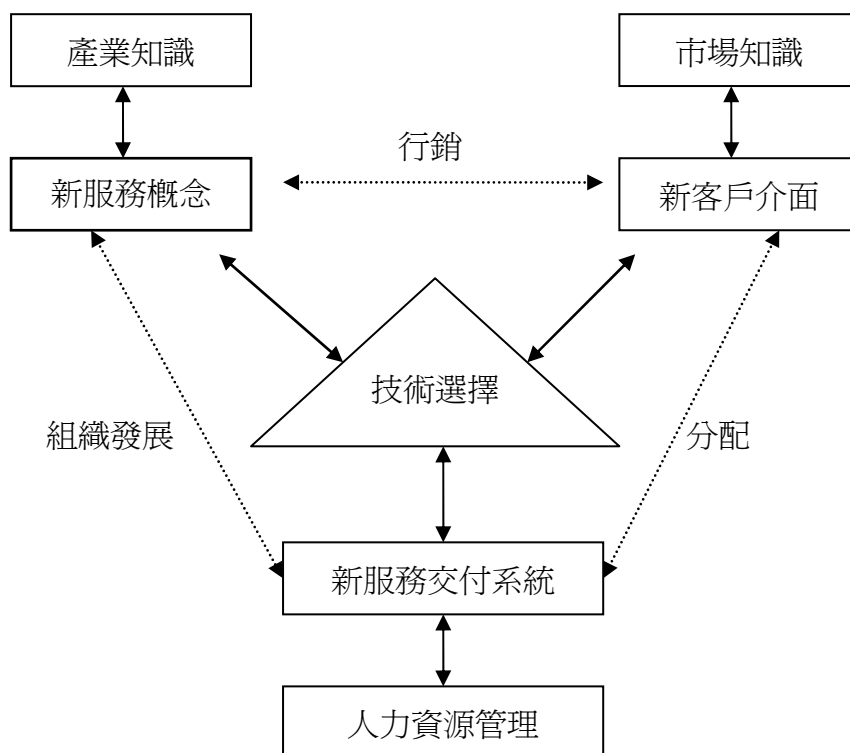 產業知識
市場知識
行銷
新服務概念
新客戶介面
技術選擇
組織發展
分配
新服務交付系統
人力資源管理